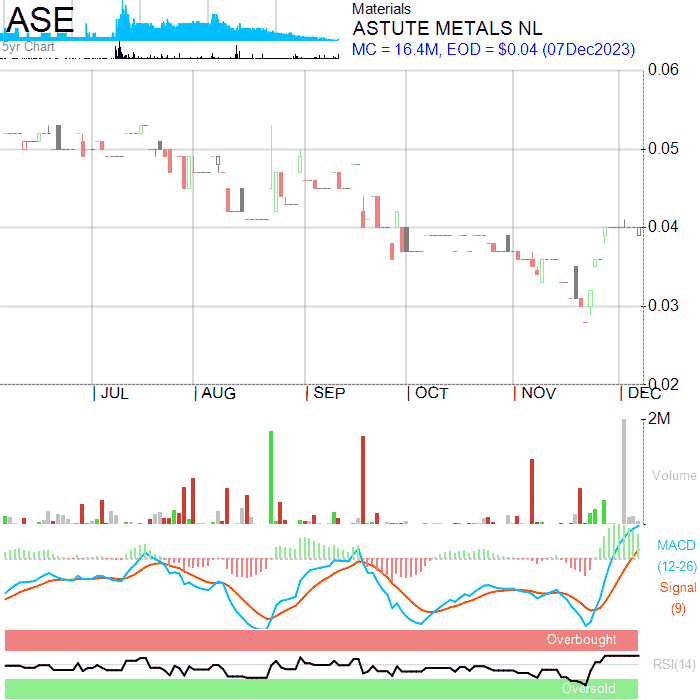 ASE
5yr Chart
Materials
ASTUTE METALS NL
MC = 16.4M, EOD = $0.04 (07Dec2023)
0.06
0.05
0.04
0.03
0.02
JUL AUG SEP OCT NOV DEC
2M
Volume
MACD
(12-26)
Signal
(9)
Overbought
RSI(14)
Oversold